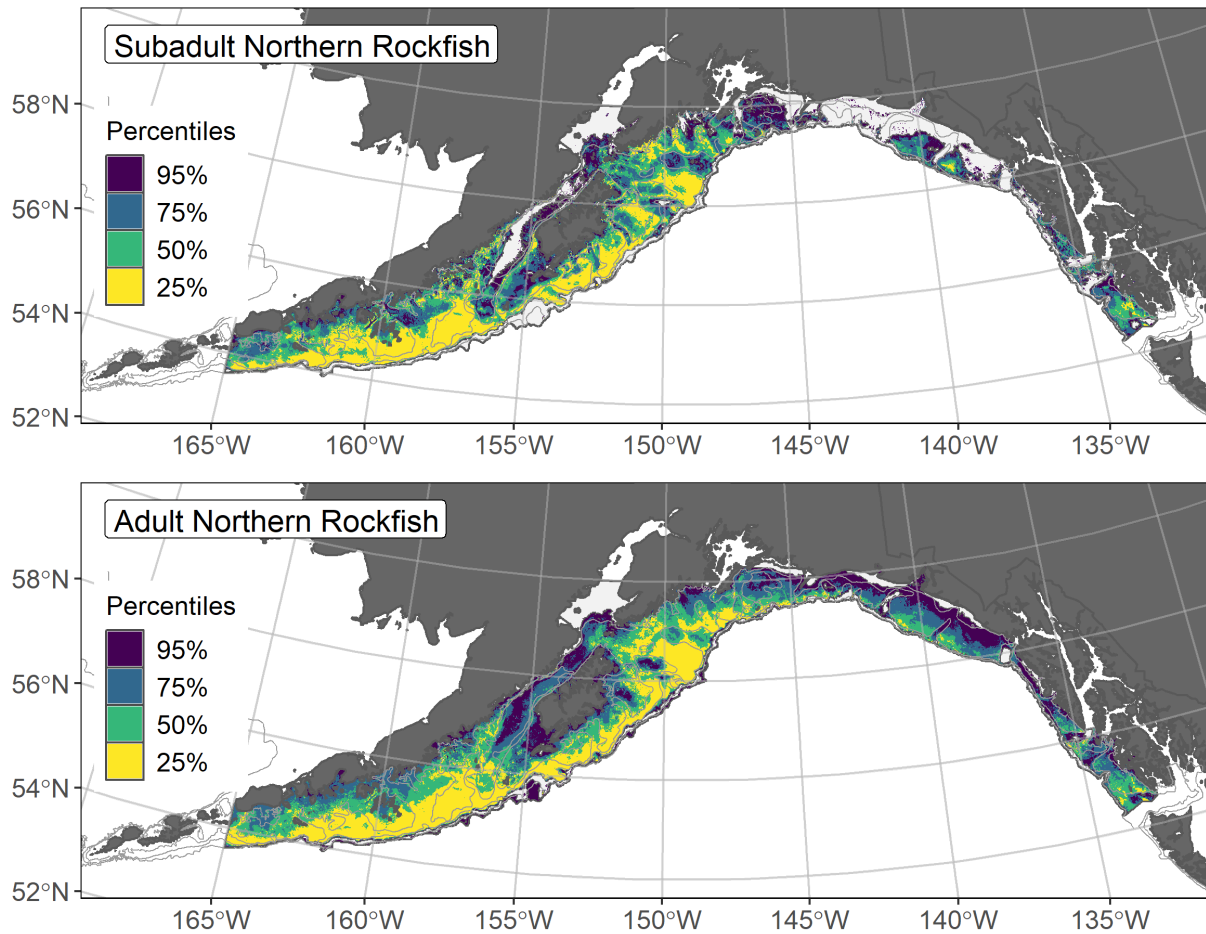 Subadult Northern Rockfish
58°N
56°N
54°N
52°N
Percentiles
95%
75%
50%
25%
165°W
160°W
155°W
150°W
145°W
140°W
135°W
Adult Northern Rockfish
58°N
56°N
54°N
52°N
Percentiles
95%
75%
50%
25%
165°W
160°W
155°W
150°W
145°W
140°W
135°W